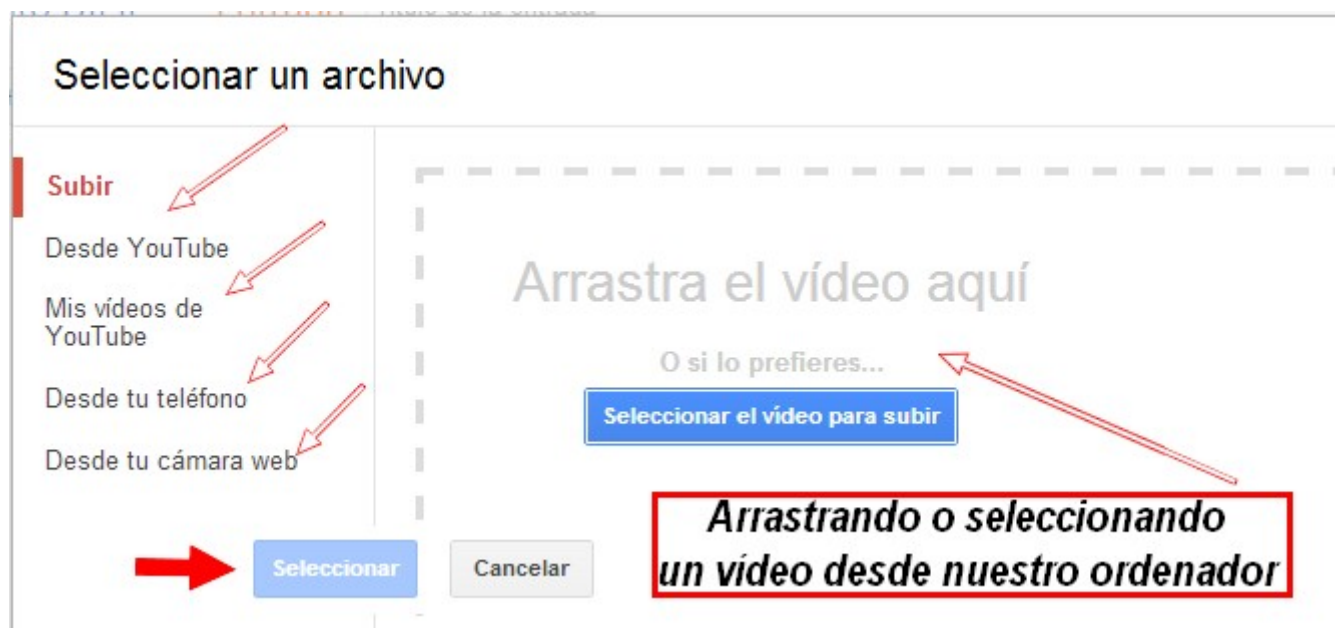 Seleccionar un archivo
Subir
Desde YouTube
Mis vídeos de
YouTube
Desde tu teléfono
Desde tu cámara web
Arrastra el vídeo aquí
O si lo prefieres...
Seleccionar el vídeo para subir
Arrastrando o seleccionando
un vídeo desde nuestro ordenador
Seleccionar
Cancelar